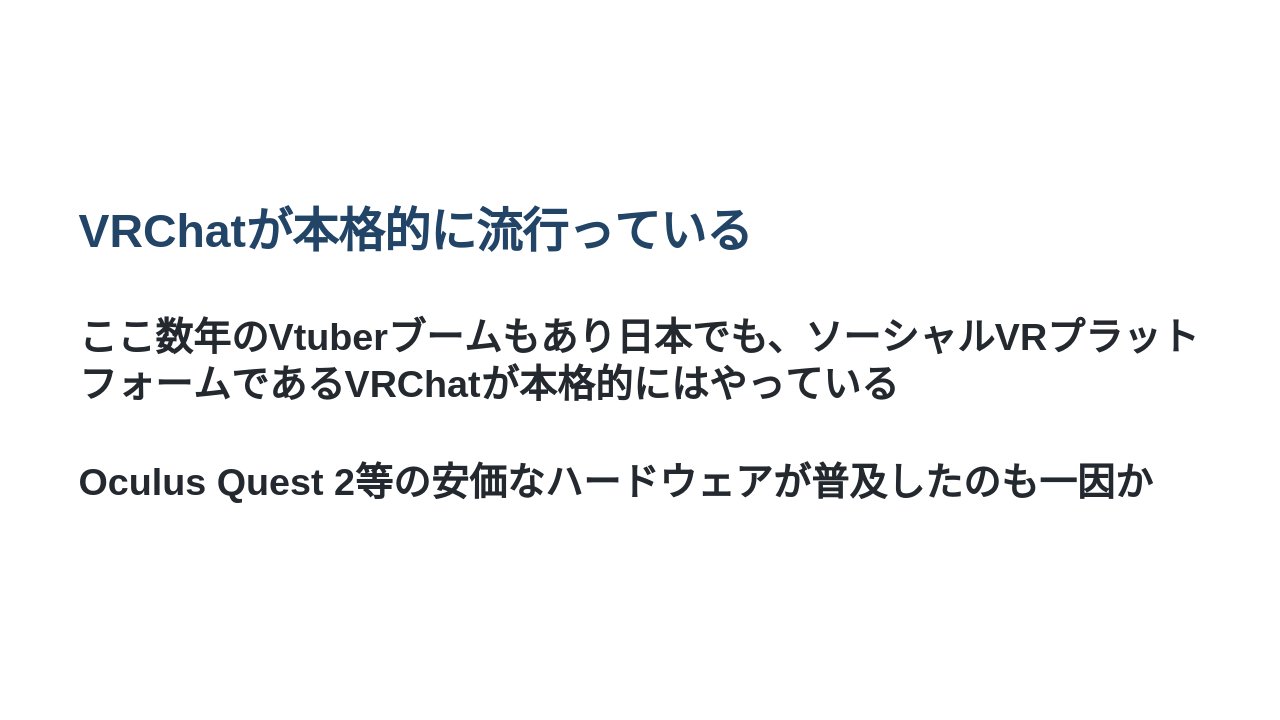 VRChatが本格的に流行っている
ここ数年のVtuberブームもあり日本でも、ソーシャルVRプラット
フォームであるVRChatが本格的にはやっている
Oculus Quest 2等の安価なハードウェアが普及したのも一因か